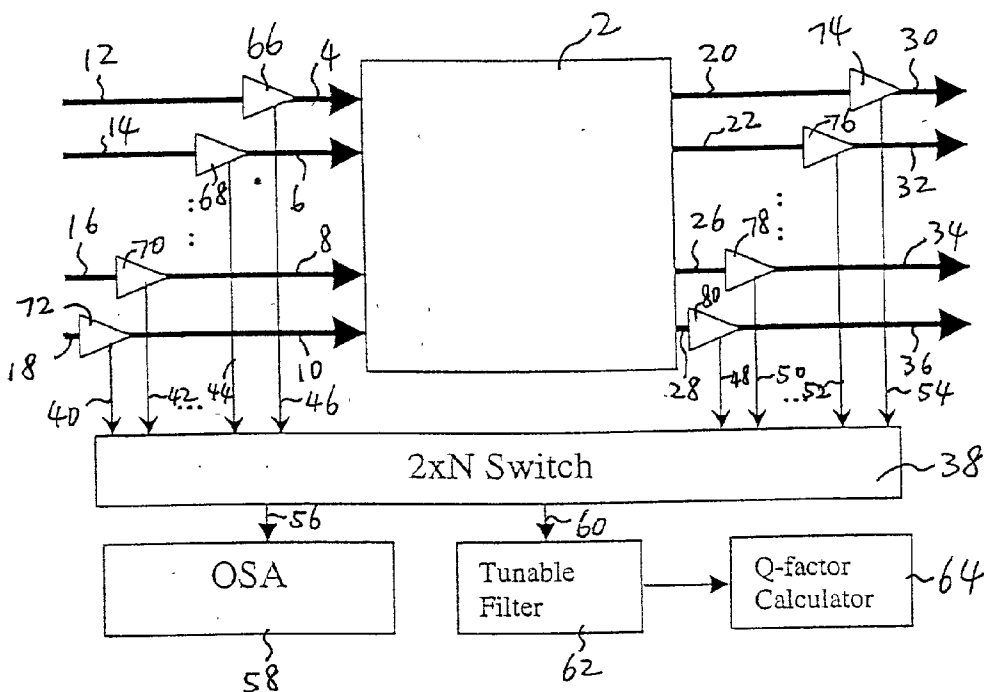 66 2 74
12 4 20 30
14 68 6 22 76 32
:
:
:
:
16 70 8 26 78 34
72 80
18 10 28 36
40 42 ... 44 46 48 50 ... 52 54
2xN Switch 38
56 60
OSA
Tunable
Filter
Q-factor
Calculator
64
58 62